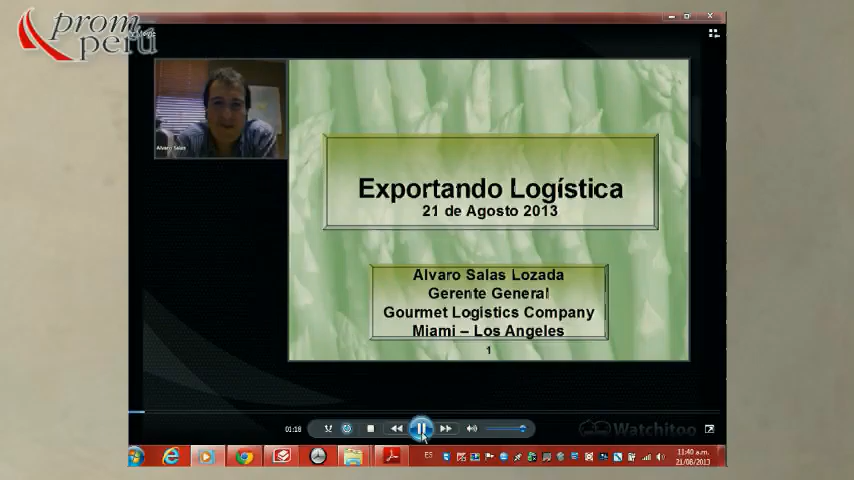 prom
perú
Alvaro Salas
Exportando Logística
21 de Agosto 2013
Alvaro Salas Lozada
Gerente General
Gourmet Logistics Company
Miami – Los Angeles
1
01:18
Watchitoo
ES
11:40 a.m.
21/08/2013